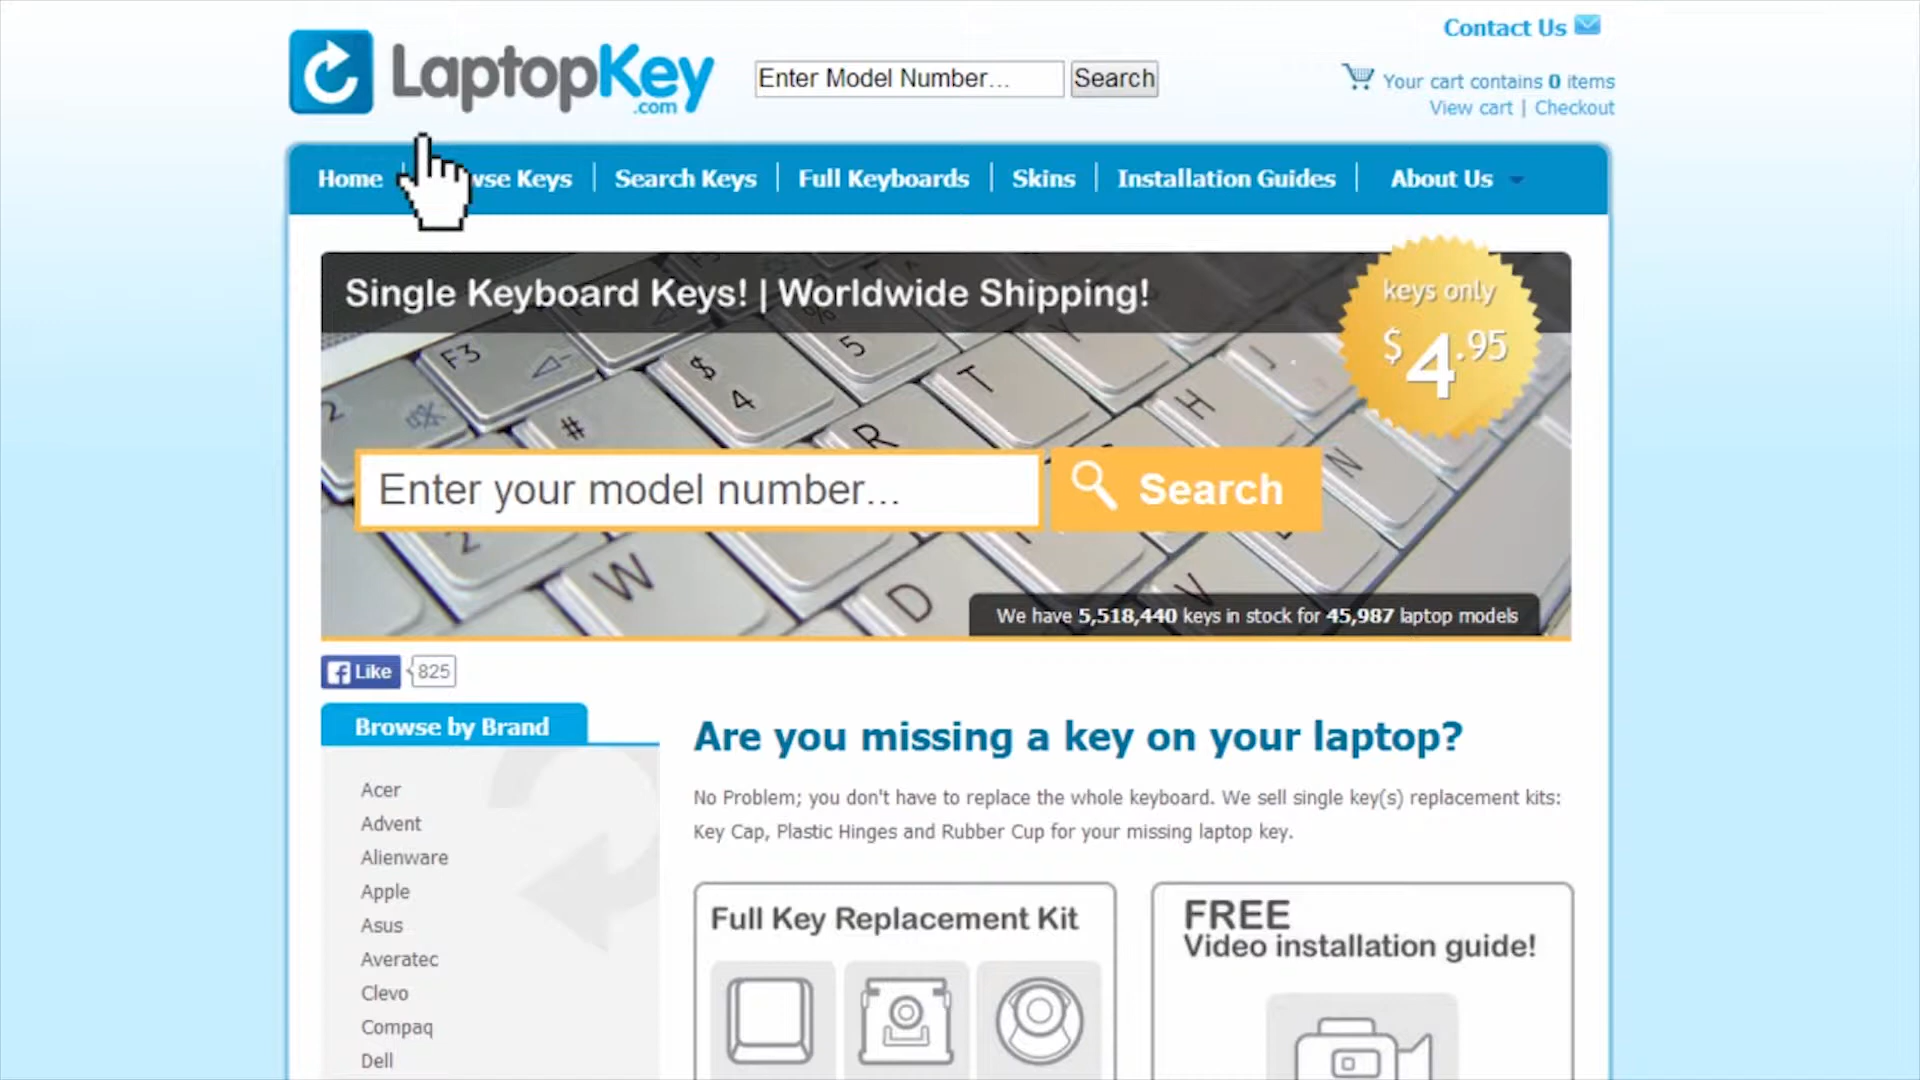 Contact Us
LaptopKey
.com
Enter Model Number...
Search
Your cart contains 0 items
View cart | Checkout
Home
Keys
Search Keys
Full Keyboards
Skins
Installation Guides
About Us
Single Keyboard Keys! | Worldwide Shipping!
keys only
$4.95
F3
$
4
5
%
T
2
#
R
H
N
Enter your model number...
Search
2
W
D
V
We have 5,518,440 keys in stock for 45,987 laptop models
Like
825
Browse by Brand
Acer
Advent
Alienware
Apple
Asus
Averatec
Clevo
Compaq
Dell
Are you missing a key on your laptop?
No Problem; you don't have to replace the whole keyboard. We sell single key(s) replacement kits:
Key Cap, Plastic Hinges and Rubber Cup for your missing laptop key.
Full Key Replacement Kit
FREE
Video installation guide!